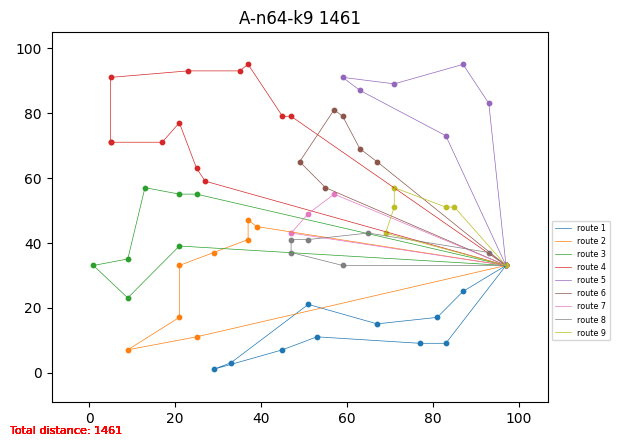 A-n64-k9 1461
100
80
60
40
20
0
0 20 40 60 80 100
route 1
route 2
route 3
route 4
route 5
route 6
route 7
route 8
route 9
Total distance: 1461